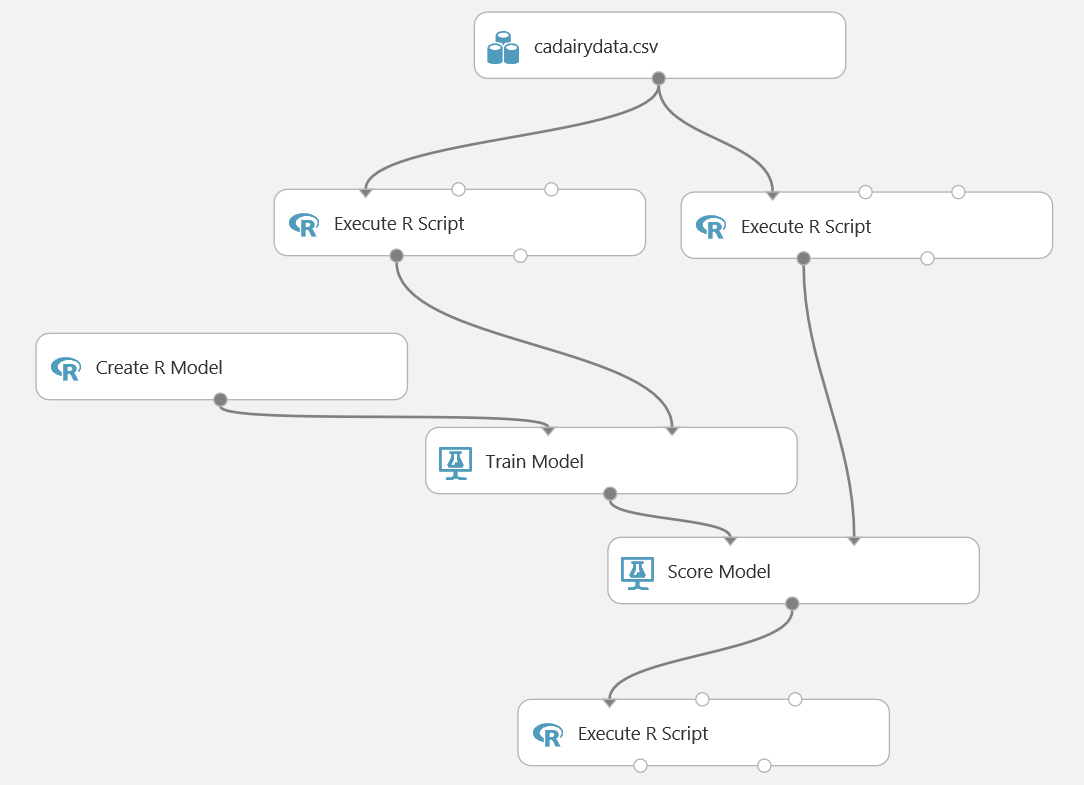 cadairydata.csv
Execute R Script
Execute R Script
Create R Model
Train Model
Score Model
Execute R Script